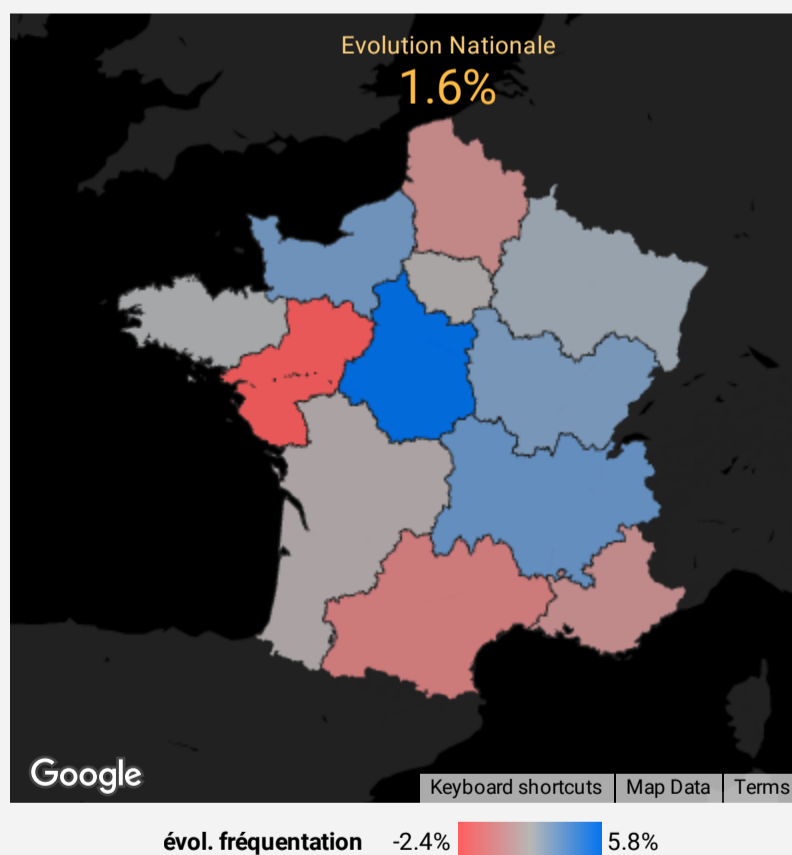 Evolution Nationale
1.6%
Google
Keyboard shortcuts Map Data Terms
évol. fréquentation -2.4% 5.8%